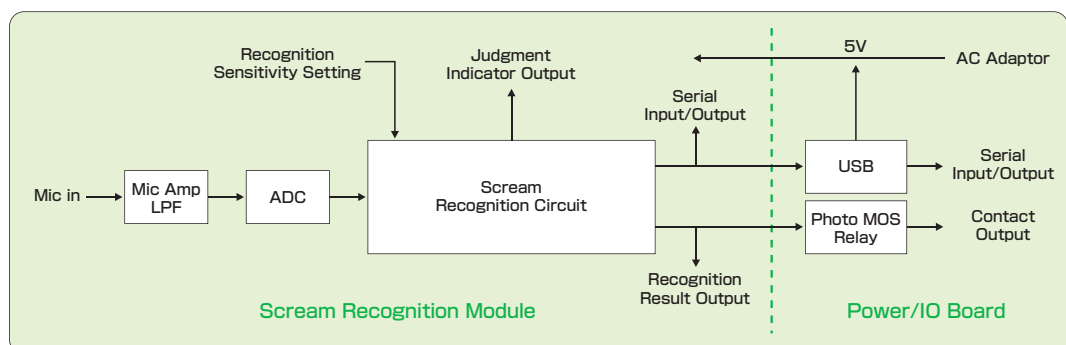 Recognition
Sensitivity Setting
Judgment
Indicator Output
5V
AC Adaptor
Serial
Input/Output
Mic in
Mic Amp
LPF
ADC
Scream
Recognition Circuit
USB
Serial
Input/Output
Photo MOS
Relay
Contact
Output
Recognition
Result Output
Scream Recognition Module
Power/IO Board